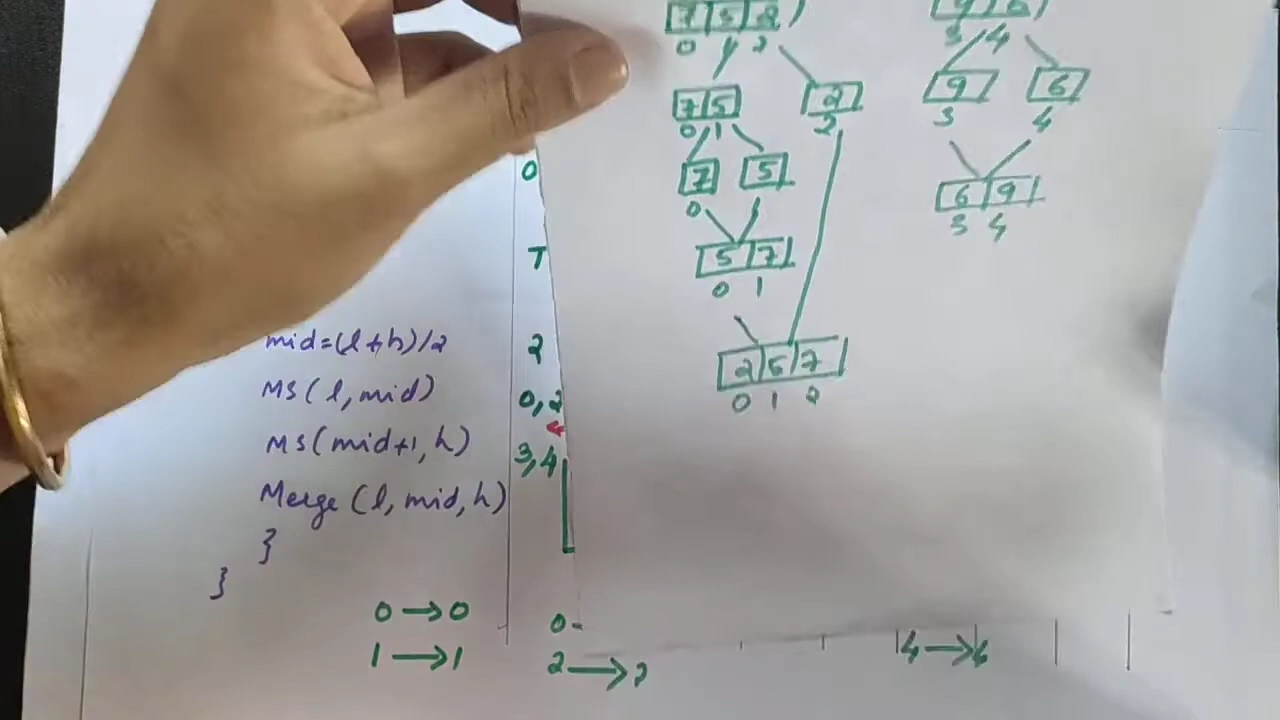 7 5 2 )
0 1 2
7 5
0 1
2
2
7
0
5
5 7
0 1
2 5 7
0 1 2
9 6 )
3 4
9
3
6
4
6 9
3 4
0
T
mid=(l+h)/2 2
MS(l,mid) 0,2
MS(mid+1,h) 3,4
Merge(l,mid,h)
}
}
0→0
1→1
0-
2→2
4→